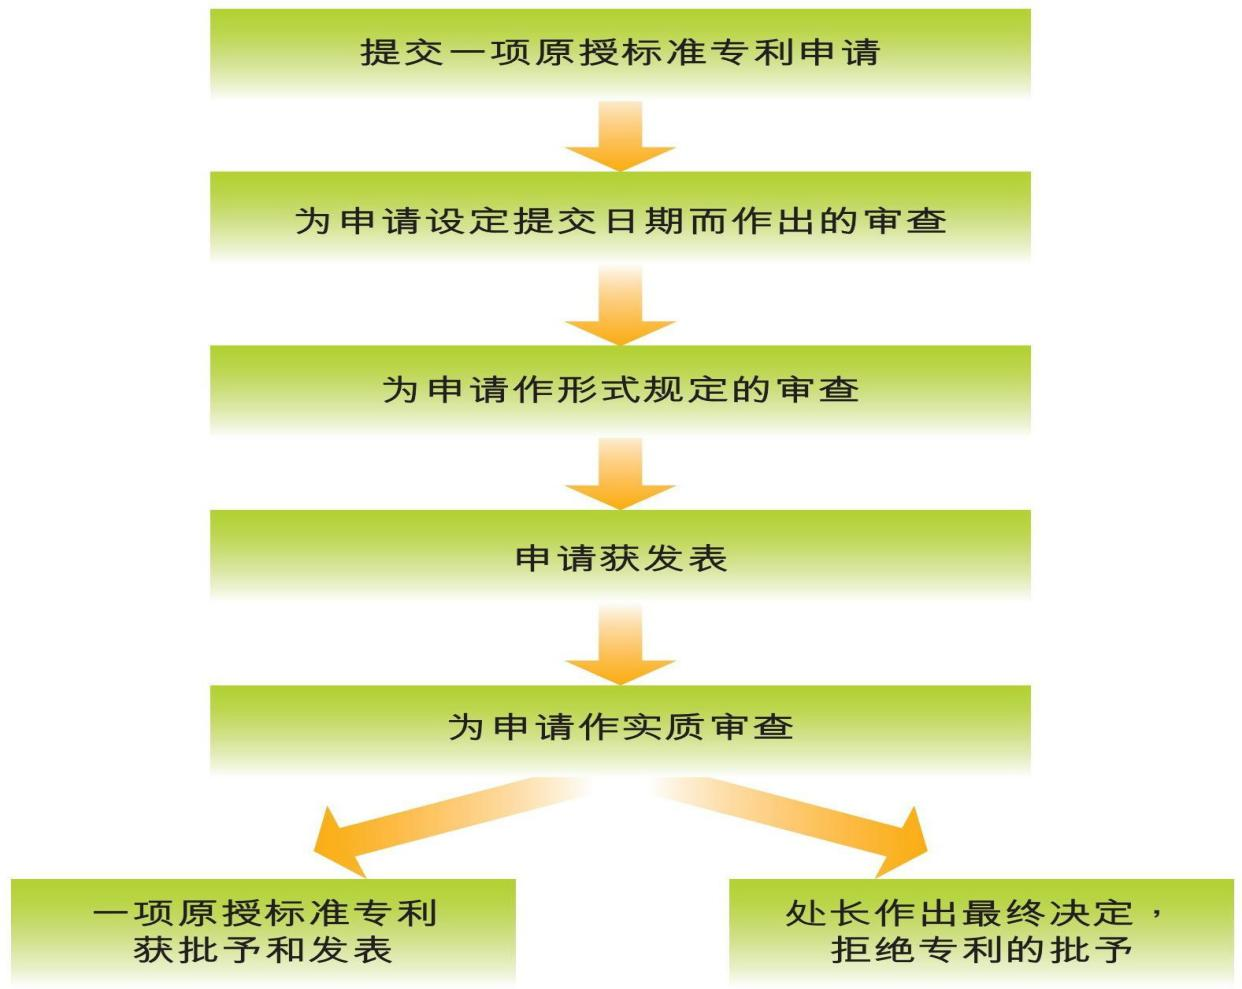 提交一项原授标准专利申请
为申请设定提交日期而作出的审查
为申请作形式规定的审查
申请获发表
为申请作实质审查
一项原授标准专利
获批予和发表
处长作出最终决定，
拒绝专利的批予